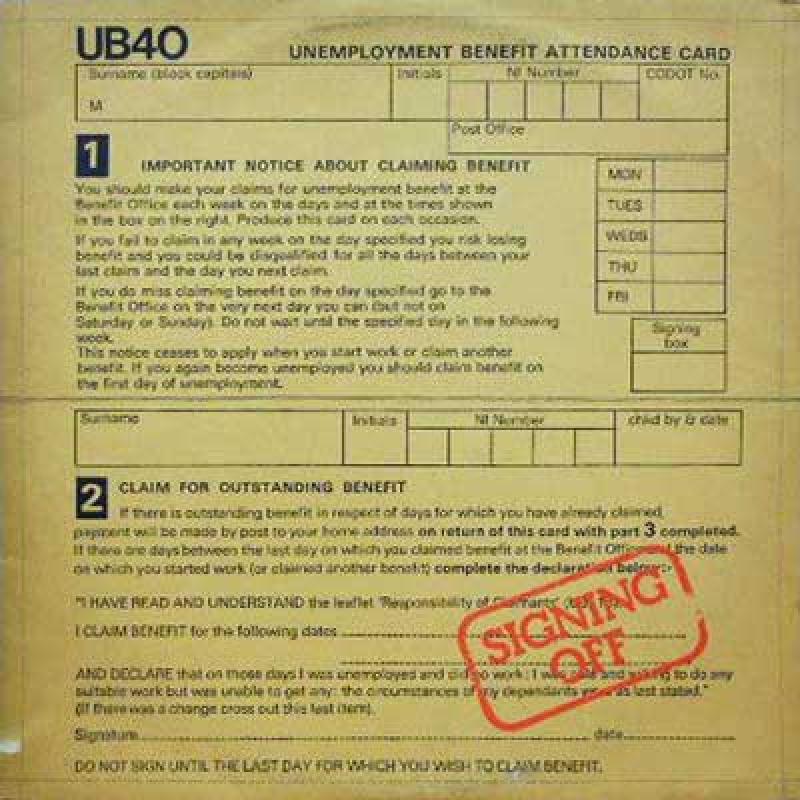 UB40
UNEMPLOYMENT BENEFIT ATTENDANCE CARD
Surname (block capitals) Initials NI Number CODOT No.
M
Post Office
1 IMPORTANT NOTICE ABOUT CLAIMING BENEFIT
You should make your claims for unemployment benefit at the
Benefit Office each week on the days and at the times shown
in the box on the right. Produce this card on each occasion.
If you fail to claim in any week on the day specified you risk losing
benefit and you could be disqualified for all the days between your
last claim and the day you next claim.
If you do miss claiming benefit on the day specified go to the
Benefit Office on the very next day you can (but not on
Saturday or Sunday). Do not wait until the specified day in the following
week.
This notice ceases to apply when you start work or claim another
benefit. If you again become unemployed you should claim benefit on
the first day of unemployment.
MON
TUES
WEDS
THU
FRI
Signing
box
Surname Initials NI Number chkd by & date
2 CLAIM FOR OUTSTANDING BENEFIT
If there is outstanding benefit in respect of days for which you have already claimed,
payment will be made by post to your home address on return of this card with part 3 completed.
If there are days between the last day on which you claimed benefit at the Benefit Office the date
on which you started work (or claimed another benefit) complete the declaration below:-
"I HAVE READ AND UNDERSTAND the leaflet 'Responsibility of Claimants'
I CLAIM BENEFIT for the following dates
AND DECLARE that on those days I was unemployed and did no work; I was and to do any
suitable work but was unable to get any: the circumstances of my dependants as last stated."
(If there was a change cross out this last item).
SIGNING
OFF
Signature date
DO NOT SIGN UNTIL THE LAST DAY FOR WHICH YOU WISH TO CLAIM BENEFIT.